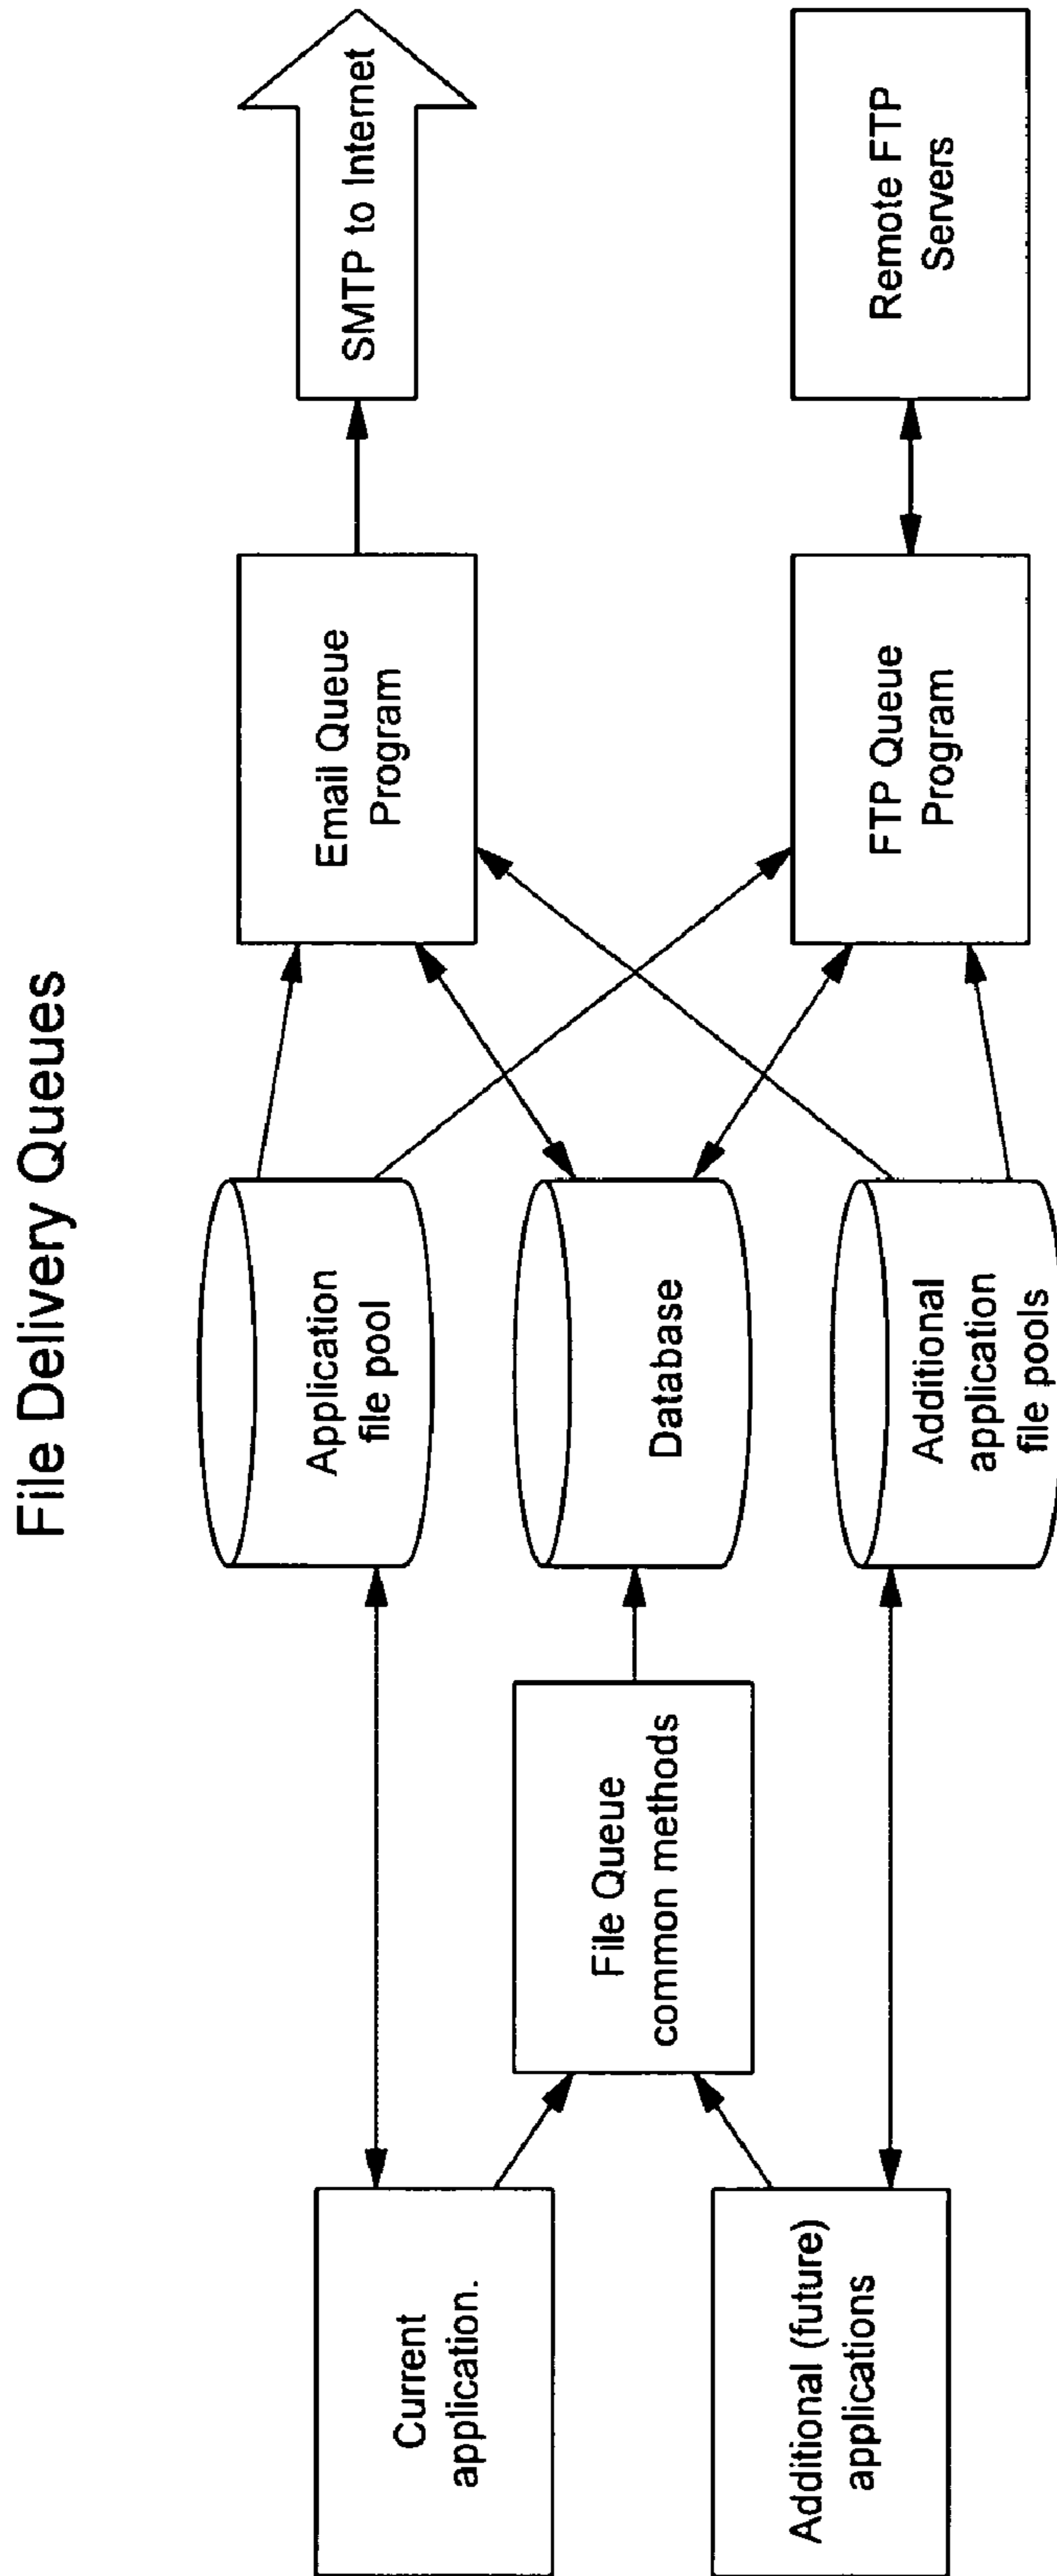 File Delivery Queues
Current
application.
Additional (future)
applications
File Queue
common methods
Application
file pool
Database
Additional
application
file pools
Email Queue
Program
FTP Queue
Program
SMTP to Internet
Remote FTP
Servers